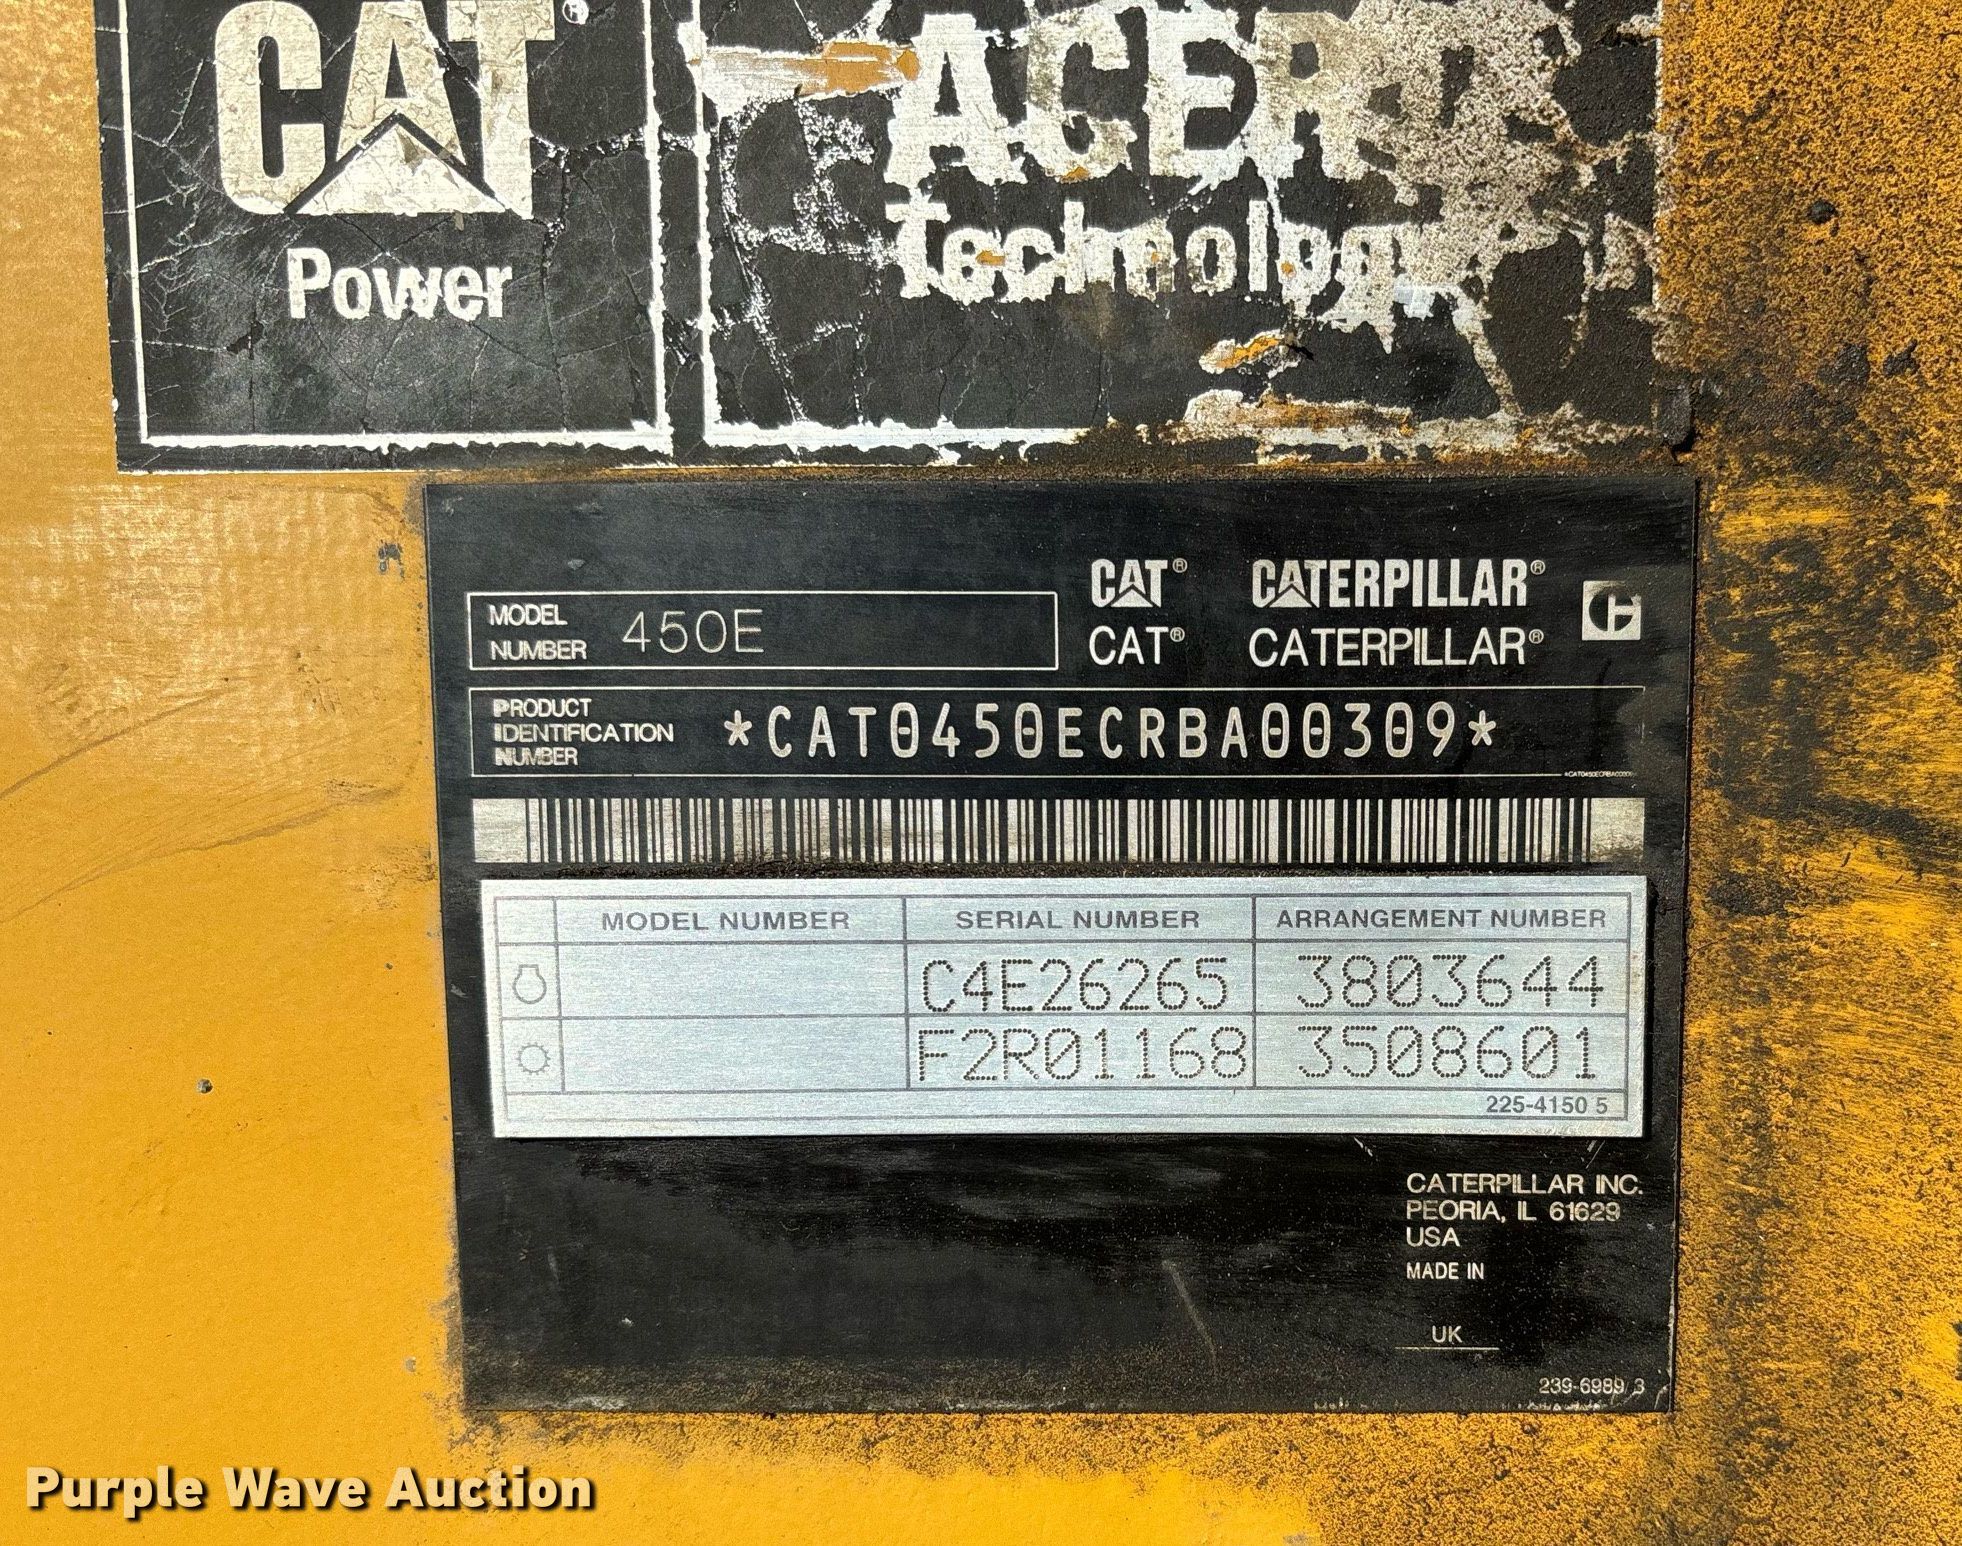 CAT
Power
ACERT
Technology
MODEL NUMBER 450E
CAT® CATERPILLAR®
CAT® CATERPILLAR®
PRODUCT IDENTIFICATION NUMBER *CAT0450ECRBA00309*
MODEL NUMBER SERIAL NUMBER ARRANGEMENT NUMBER
C4E26265 3803644
F2R01168 3508601
225-4150 5
CATERPILLAR INC.
PEORIA, IL 61629
USA
MADE IN
UK
239-6989 3
Purple Wave Auction